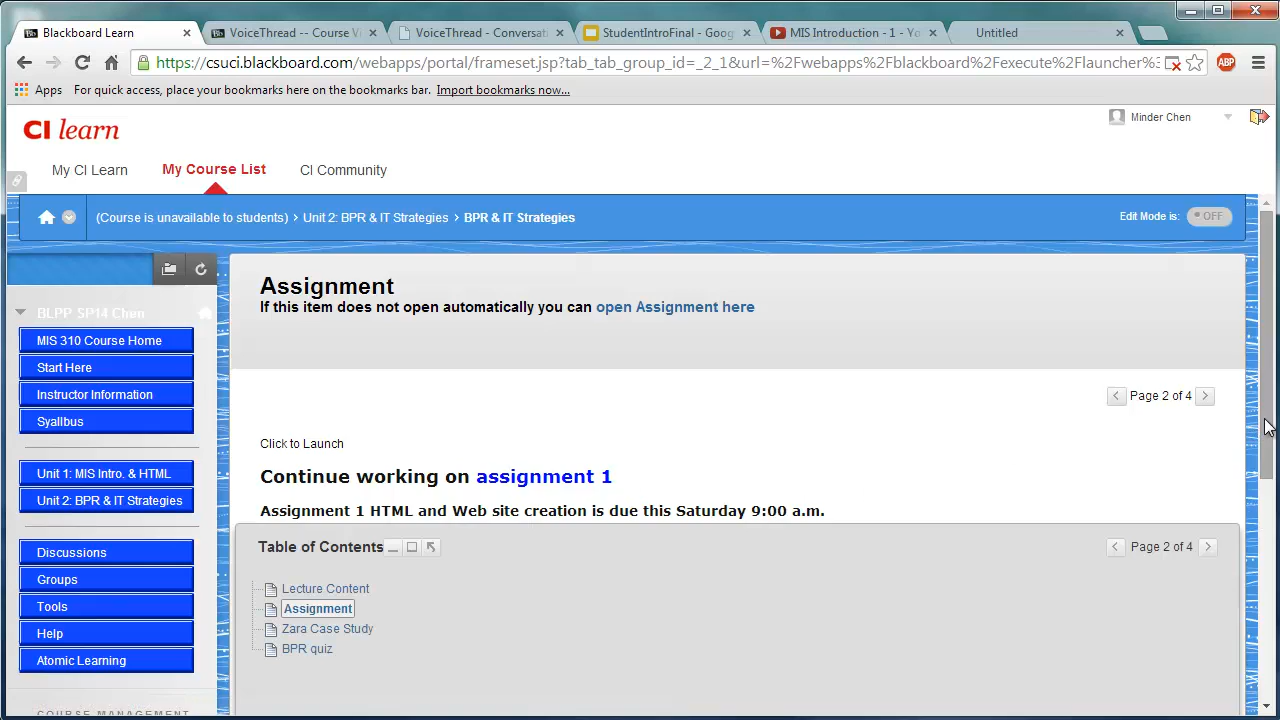 Blackboard Learn
VoiceThread -- Course Vi
VoiceThread - Conversati
StudentIntroFinal - Goog
MIS Introduction - 1 - Yo
Untitled
https://csuci.blackboard.com/webapps/portal/frameset.jsp?tab_tab_group_id=_2_1&url=%2Fwebapps%2Fblackboard%2Fexecute%2Flauncher%3
ABP
Apps
For quick access, place your bookmarks here on the bookmarks bar.
Import bookmarks now...
CI learn
Minder Chen
My CI Learn
My Course List
CI Community
(Course is unavailable to students) > Unit 2: BPR & IT Strategies > BPR & IT Strategies
Edit Mode is:
OFF
BLPP SP14 Chen
MIS 310 Course Home
Start Here
Instructor Information
Syallbus
Unit 1: MIS Intro. & HTML
Unit 2: BPR & IT Strategies
Discussions
Groups
Tools
Help
Atomic Learning
COURSE MANAGEMENT
Assignment
If this item does not open automatically you can open Assignment here
Page 2 of 4
Click to Launch
Continue working on assignment 1
Assignment 1 HTML and Web site creation is due this Saturday 9:00 a.m.
Table of Contents
Page 2 of 4
Lecture Content
Assignment
Zara Case Study
BPR quiz